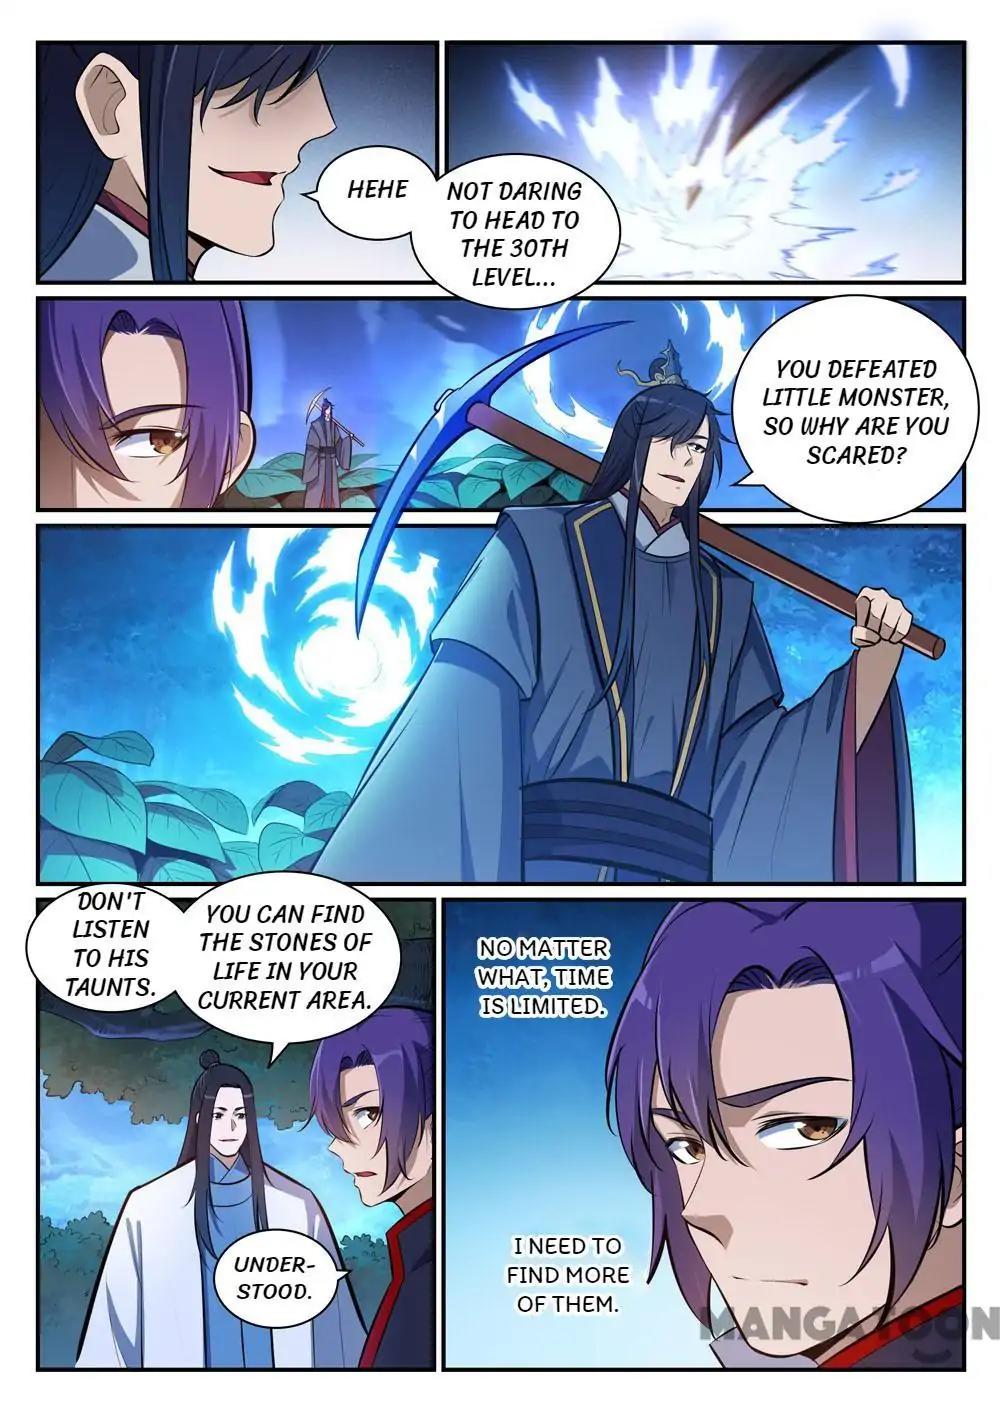 HEHE
NOT DARING
TO HEAD TO
THE 30TH
LEVEL...
YOU DEFEATED
LITTLE MONSTER,
SO WHY ARE YOU
SCARED?
DON'T
LISTEN
TO HIS
TAUNTS.
YOU CAN FIND
THE STONES OF
LIFE IN YOUR
CURRENT AREA.
UNDER-
STOOD.
NO MATTER
WHAT, TIME
IS LIMITED.
I NEED TO
FIND MORE
OF THEM.
MANGATOON